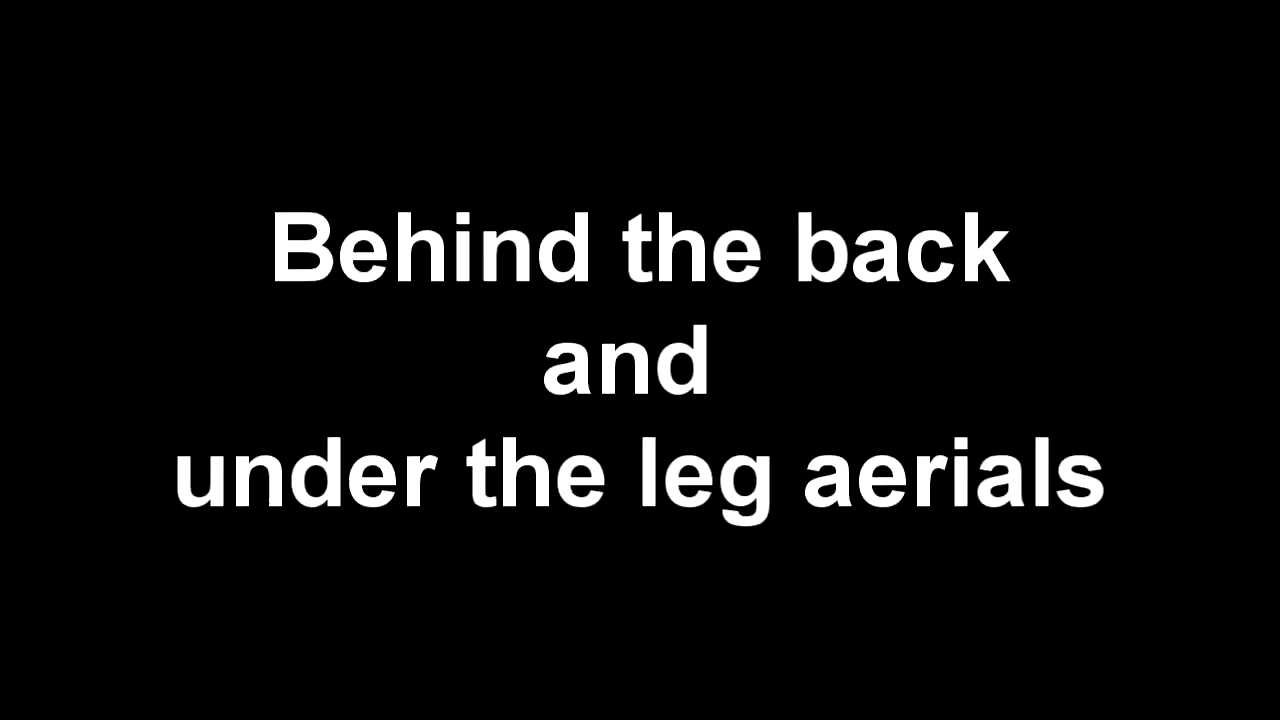 Behind the back
and
under the leg aerials